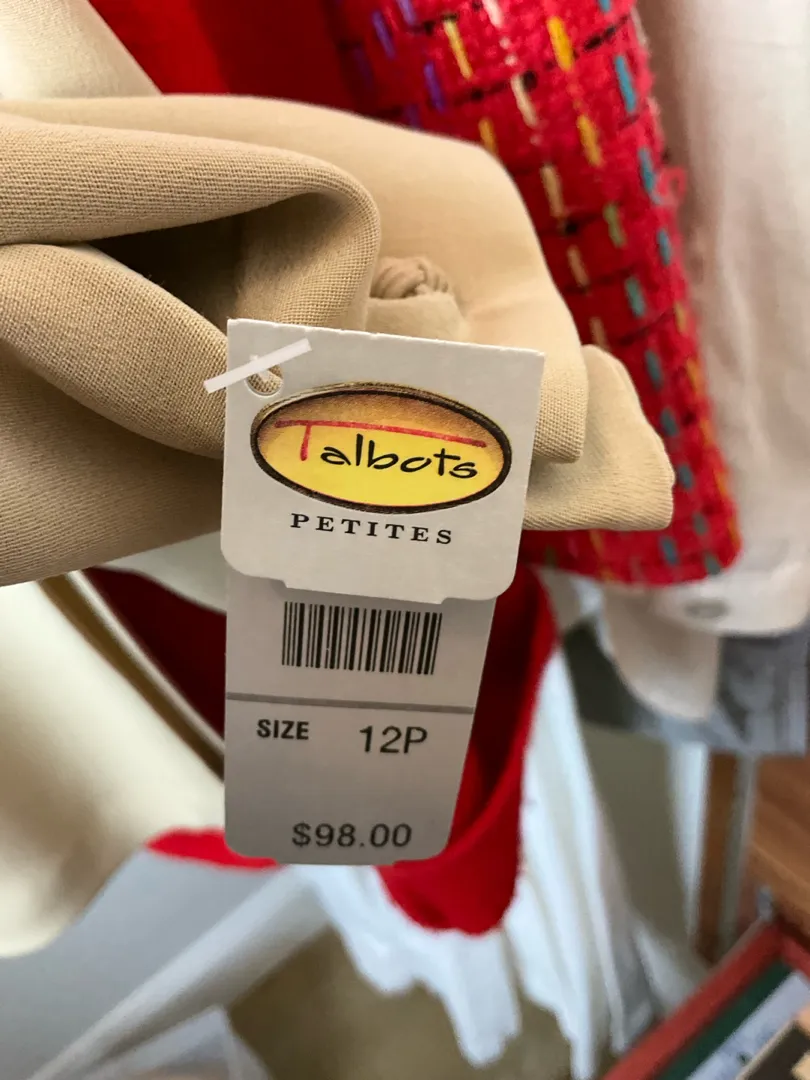 Talbots
PETITES
SIZE 12P
$98.00